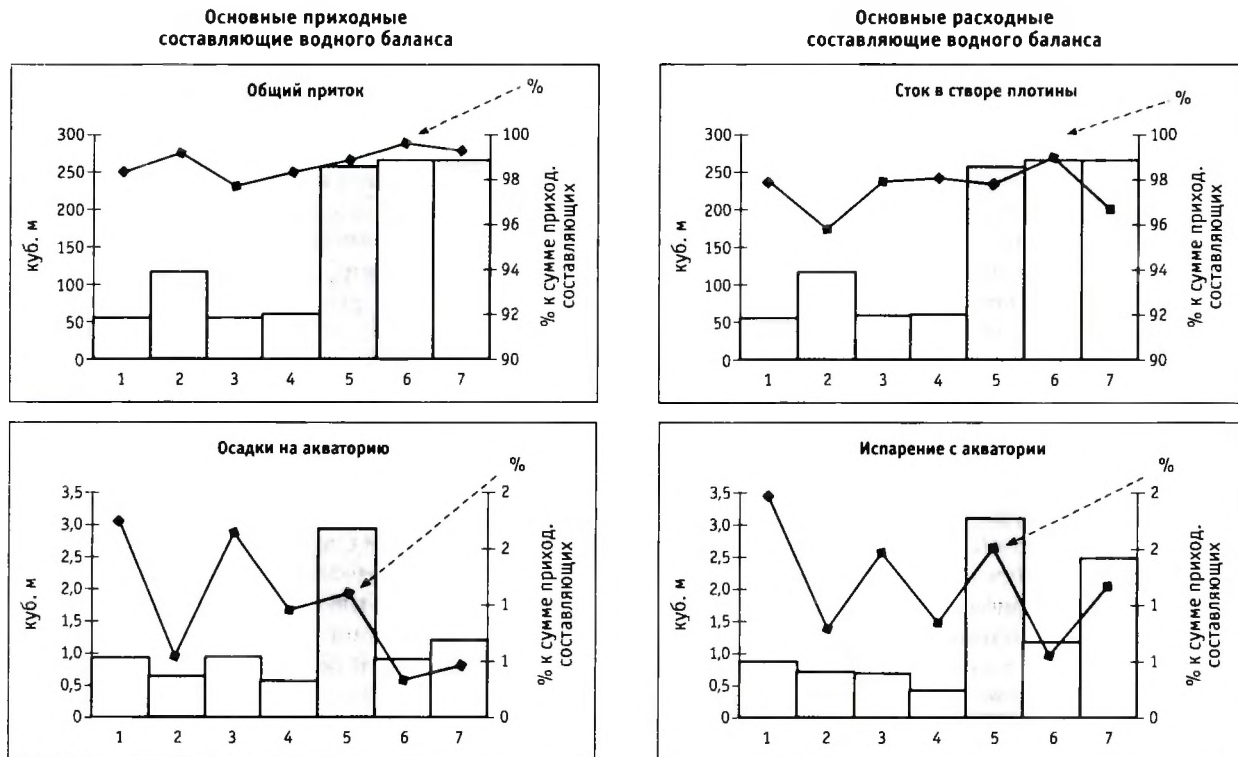 Основные приходные
составляющие водного баланса
Общий приток
%
куб. м
300
250
200
150
100
50
0
100
98
96
94
92
90
% к сумме приход.
составляющих
1 2 3 4 5 6 7
Осадки на акваторию
%
куб. м
3,5
3,0
2,5
2,0
1,5
1,0
0,5
0
2
2
1
1
0
% к сумме приход.
составляющих
1 2 3 4 5 6 7
Основные расходные
составляющие водного баланса
Сток в створе плотины
%
куб. м
300
250
200
150
100
50
0
100
98
96
94
92
90
% к сумме приход.
составляющих
1 2 3 4 5 6 7
Испарение с акватории
%
куб. м
3,5
3,0
2,5
2,0
1,5
1,0
0,5
0
2
2
1
1
0
% к сумме приход.
составляющих
1 2 3 4 5 6 7